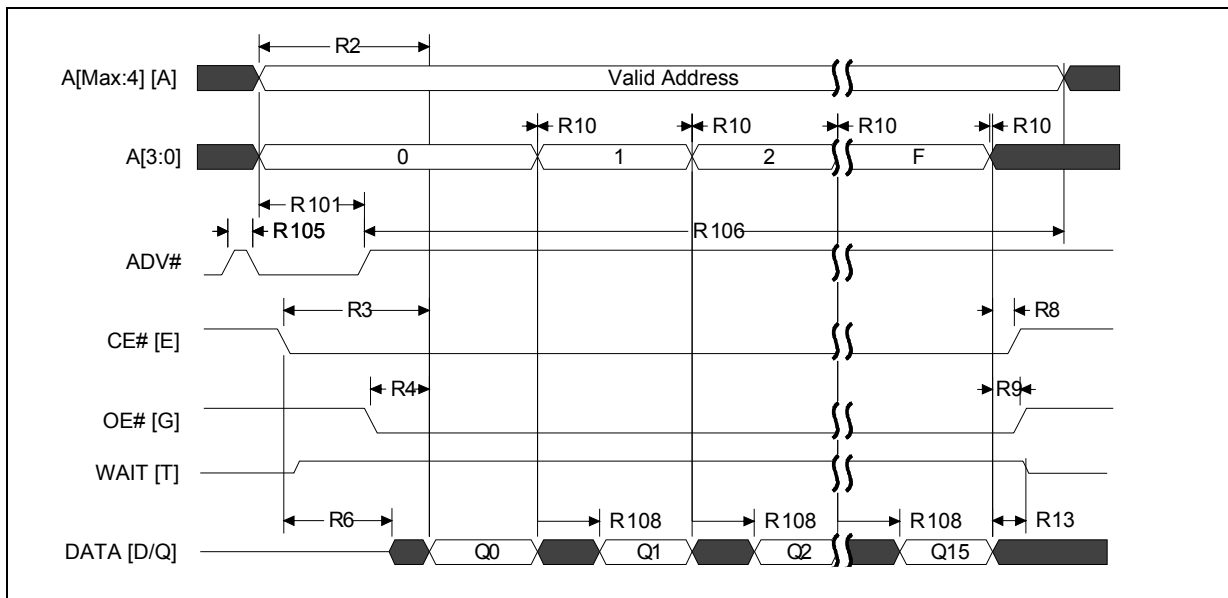 R2
A[Max:4] [A]
Valid Address
R10 R10 R10 R10
A[3:0]
0 1 2 F
R101
R105 R106
ADV#
R3 R8
CE# [E]
R4 R9
OE# [G]
WAIT [T]
R6 R108 R108 R108 R13
DATA [D/Q]
Q0 Q1 Q2 Q15